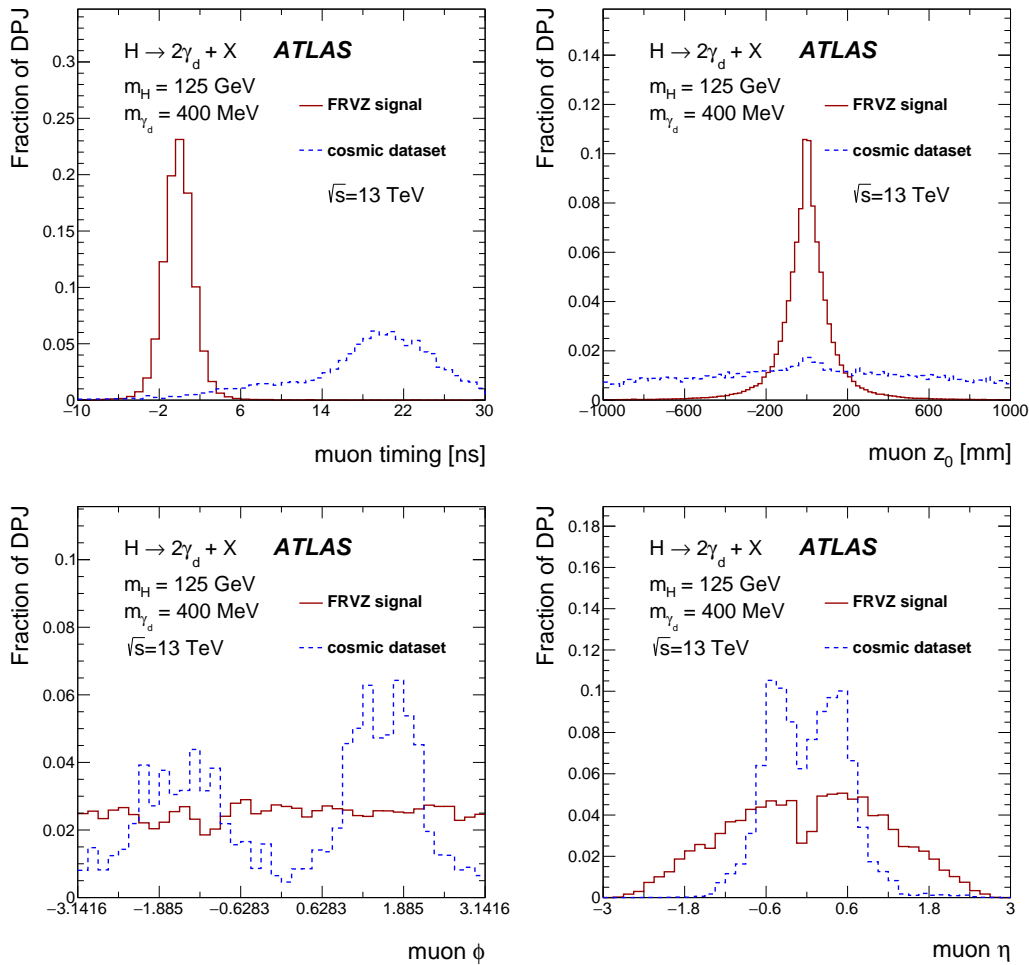 Fraction of DPJ
H → 2γd + X ATLAS
mH = 125 GeV
mγd = 400 MeV
FRVZ signal
cosmic dataset
√s=13 TeV
0.3
0.25
0.2
0.15
0.1
0.05
0
−10 −2 6 14 22 30
muon timing [ns]
Fraction of DPJ
H → 2γd + X ATLAS
mH = 125 GeV
mγd = 400 MeV
FRVZ signal
cosmic dataset
√s=13 TeV
0.14
0.12
0.1
0.08
0.06
0.04
0.02
0
−1000 −600 −200 200 600 1000
muon z0 [mm]
Fraction of DPJ
H → 2γd + X ATLAS
mH = 125 GeV
mγd = 400 MeV
√s=13 TeV
FRVZ signal
cosmic dataset
0.1
0.08
0.06
0.04
0.02
0
−3.1416 −1.885 −0.6283 0.6283 1.885 3.1416
muon ϕ
Fraction of DPJ
H → 2γd + X ATLAS
mH = 125 GeV
mγd = 400 MeV
√s=13 TeV
FRVZ signal
cosmic dataset
0.18
0.16
0.14
0.12
0.1
0.08
0.06
0.04
0.02
0
−3 −1.8 −0.6 0.6 1.8 3
muon η